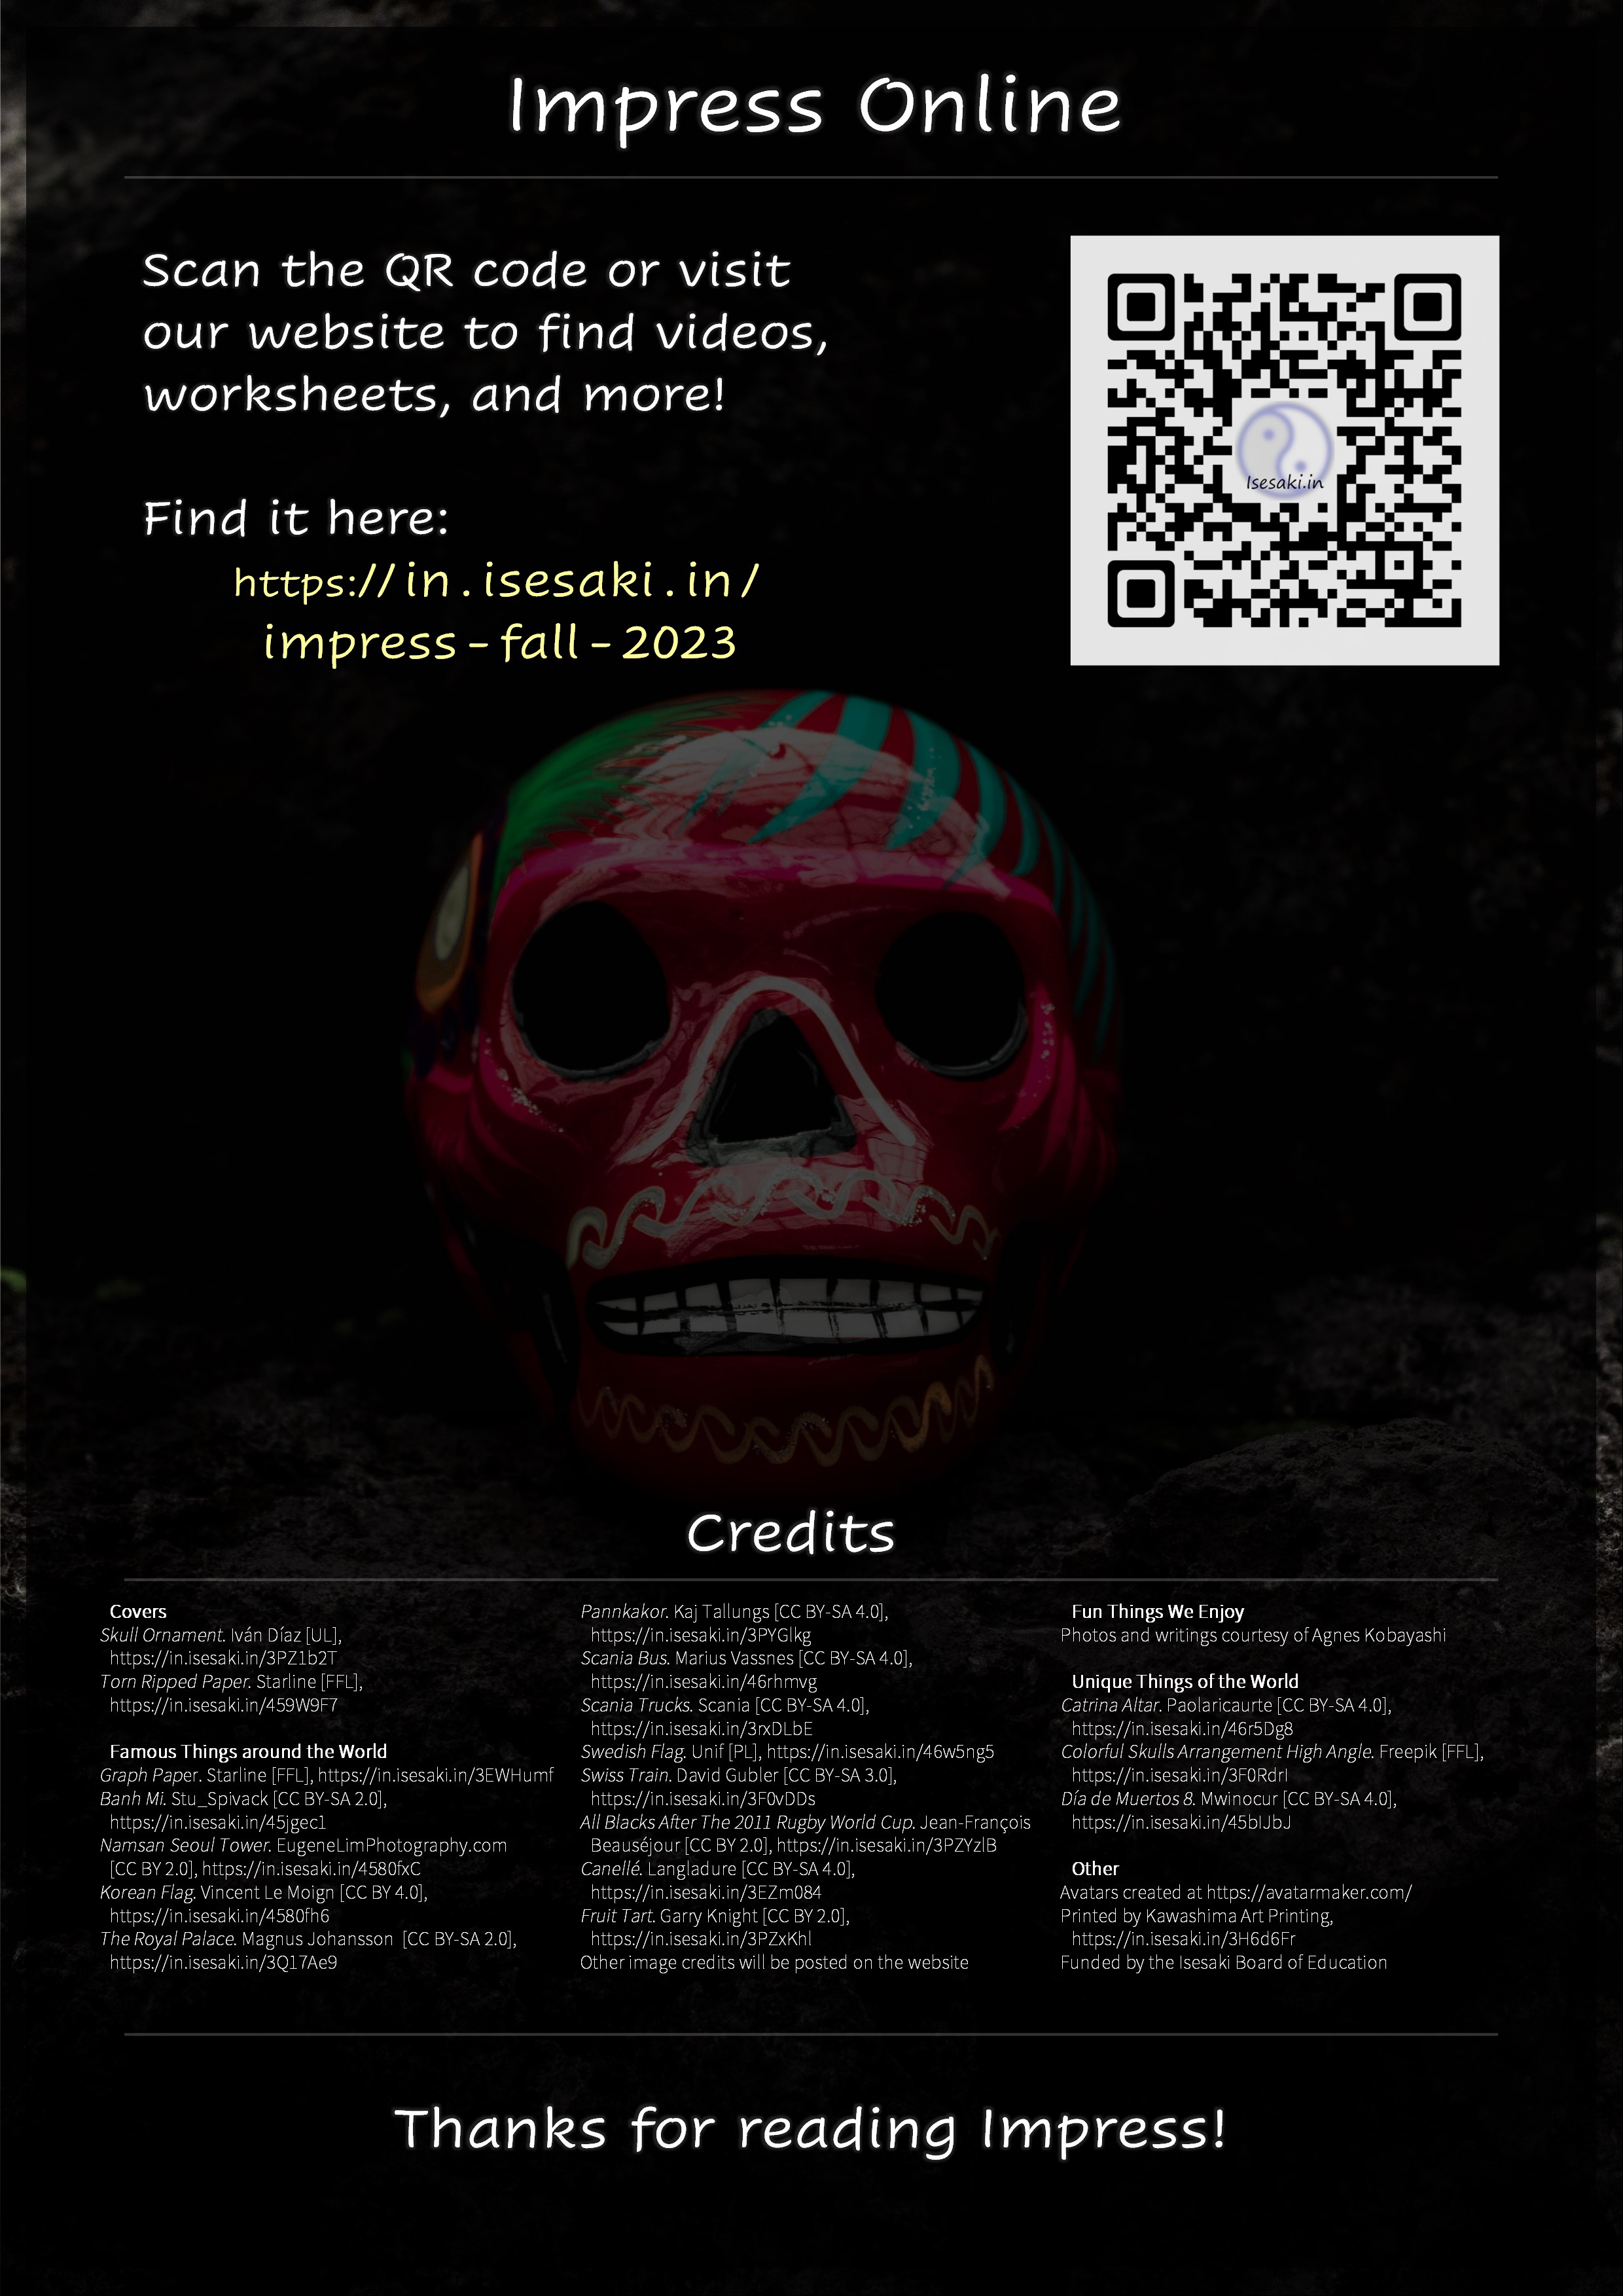 Impress Online
Scan the QR code or visit
our website to find videos,
worksheets, and more!
Find it here:
https://in.isesaki.in/
impress-fall-2023
Isesaki.in
Credits
Covers
Skull Ornament. Iván Díaz [UL],
https://in.isesaki.in/3PZ1b2T
Torn Ripped Paper. Starline [FFL],
https://in.isesaki.in/459W9F7
Famous Things around the World
Graph Paper. Starline [FFL], https://in.isesaki.in/3EWHumf
Banh Mi. Stu_Spivack [CC BY-SA 2.0],
https://in.isesaki.in/45jgec1
Namsan Seoul Tower. EugeneLimPhotography.com
[CC BY 2.0], https://in.isesaki.in/4580fxC
Korean Flag. Vincent Le Moign [CC BY 4.0],
https://in.isesaki.in/4580fh6
The Royal Palace. Magnus Johansson [CC BY-SA 2.0],
https://in.isesaki.in/3Q17Ae9
Pannkakor. Kaj Tallungs [CC BY-SA 4.0],
https://in.isesaki.in/3PYGlkg
Scania Bus. Marius Vassnes [CC BY-SA 4.0],
https://in.isesaki.in/46rhmvg
Scania Trucks. Scania [CC BY-SA 4.0],
https://in.isesaki.in/3rxDLbE
Swedish Flag. Unif [PL], https://in.isesaki.in/46w5ng5
Swiss Train. David Gubler [CC BY-SA 3.0],
https://in.isesaki.in/3F0vDDs
All Blacks After The 2011 Rugby World Cup. Jean-François
Beauséjour [CC BY 2.0], https://in.isesaki.in/3PZYzlB
Canellé. Langladure [CC BY-SA 4.0],
https://in.isesaki.in/3EZm084
Fruit Tart. Garry Knight [CC BY 2.0],
https://in.isesaki.in/3PZxKhl
Other image credits will be posted on the website
Fun Things We Enjoy
Photos and writings courtesy of Agnes Kobayashi
Unique Things of the World
Catrina Altar. Paolaricaurte [CC BY-SA 4.0],
https://in.isesaki.in/46r5Dg8
Colorful Skulls Arrangement High Angle. Freepik [FFL],
https://in.isesaki.in/3F0RdrI
Día de Muertos 8. Mwinocur [CC BY-SA 4.0],
https://in.isesaki.in/45bIJbJ
Other
Avatars created at https://avatarmaker.com/
Printed by Kawashima Art Printing,
https://in.isesaki.in/3H6d6Fr
Funded by the Isesaki Board of Education
Thanks for reading Impress!